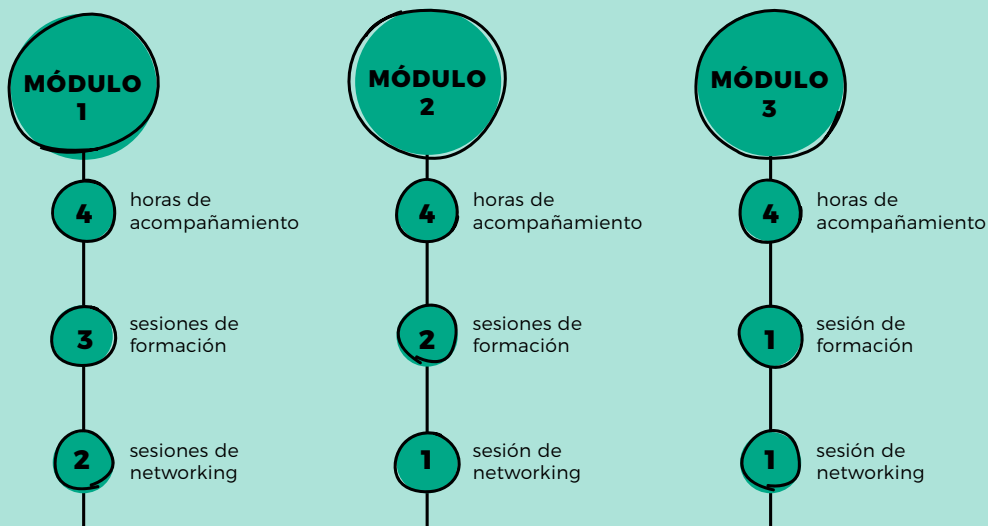 MÓDULO
1
4
horas de
acompañamiento
3
sesiones de
formación
2
sesiones de
networking
MÓDULO
2
4
horas de
acompañamiento
2
sesiones de
formación
1
sesión de
networking
MÓDULO
3
4
horas de
acompañamiento
1
sesión de
formación
1
sesión de
networking